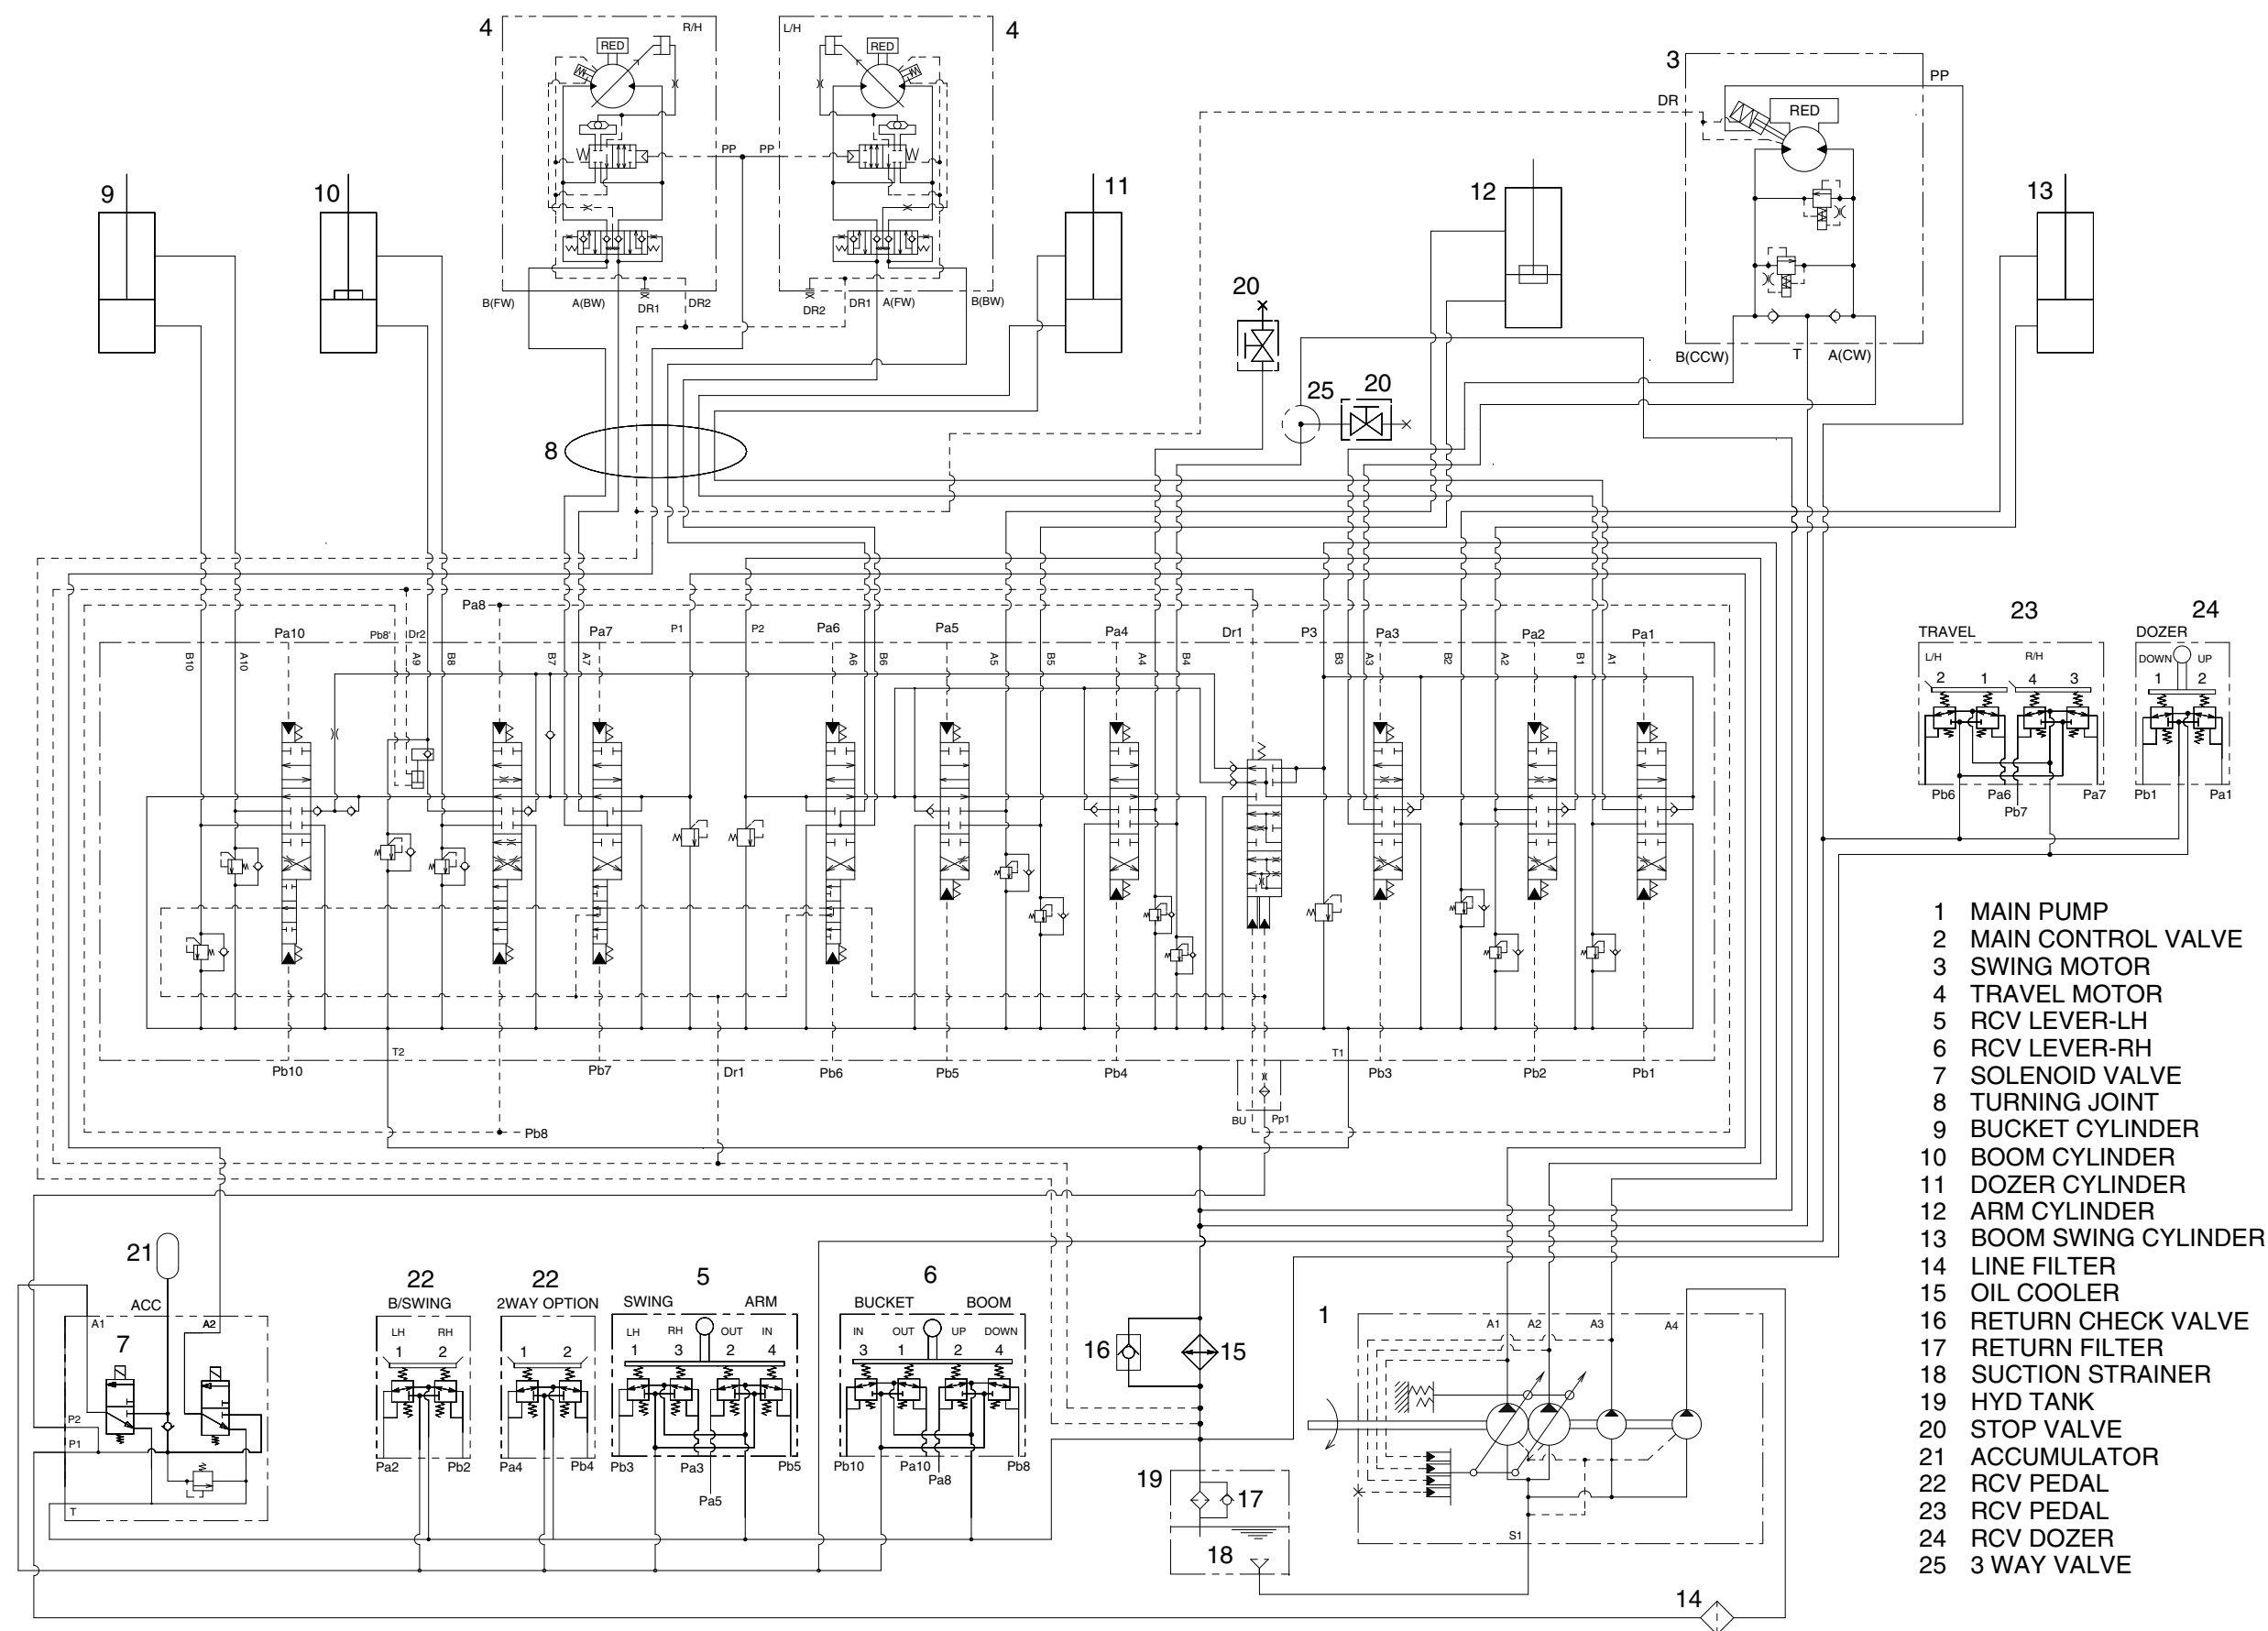 4
R/H
RED
L/H
RED
4
3
PP
DR
RED
PP
PP
9
10
11
12
13
B(FW)
A(BW)
DR1
DR2
DR2
DR1
A(FW)
B(BW)
20
B(CCW)
T
A(CW)
25
20
8
Pa8
Pa10
Pb8'
Dr2
Pa7
P1
P2
Pa6
Pa5
Pa4
Dr1
P3
Pa3
Pa2
Pa1
B10
A10
A9
B8
B7
A7
A6
B6
A5
B5
A4
B4
B3
A3
B2
A2
B1
A1
23
24
TRAVEL
DOZER
L/H
R/H
DOWN
UP
2
1
4
3
1
2
Pb6
Pa6
Pb7
Pa7
Pb1
Pa1
T2
T1
Pb10
Pb7
Dr1
Pb6
Pb5
Pb4
Pb3
Pb2
Pb1
BU
Pp1
Pb8
1 MAIN PUMP
2 MAIN CONTROL VALVE
3 SWING MOTOR
4 TRAVEL MOTOR
5 RCV LEVER-LH
6 RCV LEVER-RH
7 SOLENOID VALVE
8 TURNING JOINT
9 BUCKET CYLINDER
10 BOOM CYLINDER
11 DOZER CYLINDER
12 ARM CYLINDER
13 BOOM SWING CYLINDER
14 LINE FILTER
15 OIL COOLER
16 RETURN CHECK VALVE
17 RETURN FILTER
18 SUCTION STRAINER
19 HYD TANK
20 STOP VALVE
21 ACCUMULATOR
22 RCV PEDAL
23 RCV PEDAL
24 RCV DOZER
25 3 WAY VALVE
21
ACC
A1
A2
7
P2
P1
T
22
B/SWING
LH
RH
1
2
Pa2
Pb2
22
2WAY OPTION
1
2
Pa4
Pb4
5
SWING
ARM
LH
RH
OUT
IN
1
3
2
4
Pb3
Pa3
Pb5
Pa5
6
BUCKET
BOOM
IN
OUT
UP
DOWN
3
1
2
4
Pb10
Pa10
Pa8
Pb8
16
15
19
17
18
1
A1
A2
A3
A4
S1
14